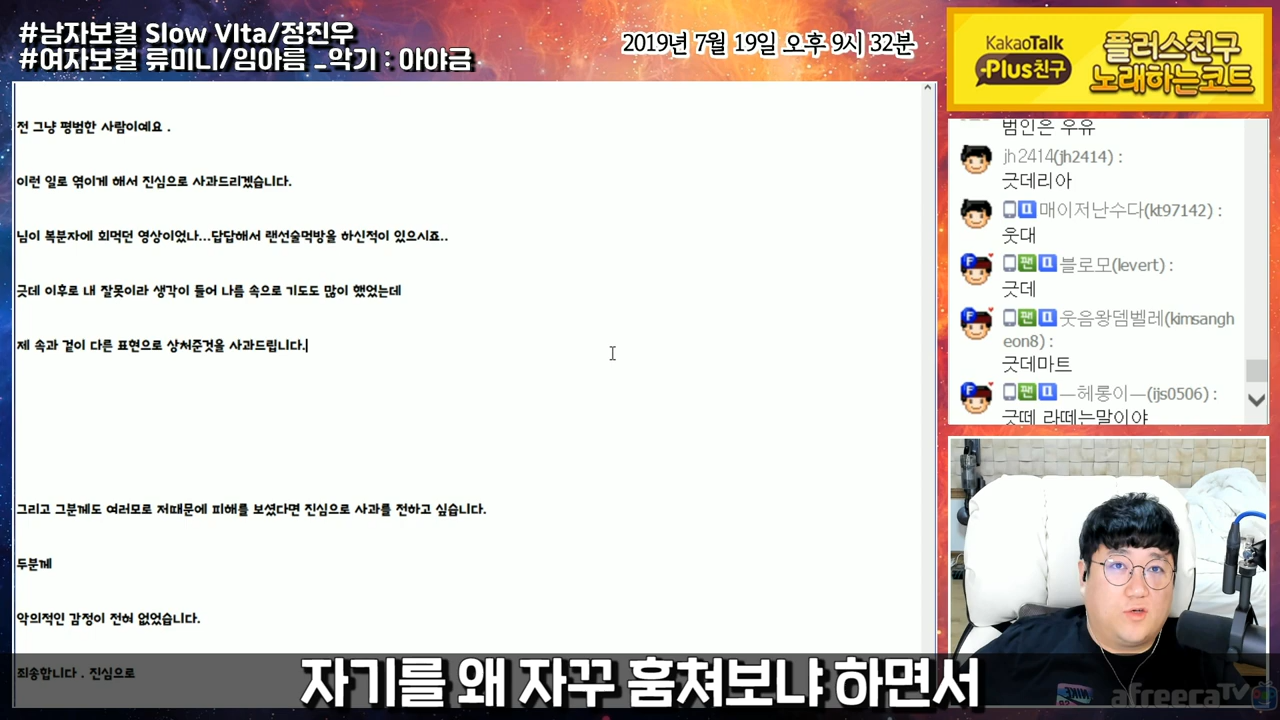 #남자보컬 Slow VIta/정진우
#여자보컬 류미니/임아름 _악기 : 아야금
2019년 7월 19일 오후 9시 32분
KakaoTalk
Plus친구
플러스친구
노래하는코트
전 그냥 평범한 사람이예요 .
이런 일로 엮이게 해서 진심으로 사과드리겠습니다.
님이 복분자에 회먹던 영상이었나...답답해서 랜선술먹방을 하신적이 있으시죠..
긋데 이후로 내 잘못이라 생각이 들어 나름 속으로 기도도 많이 했었는데
제 속과 겉이 다른 표현으로 상처준것을 사과드립니다.
그리고 그분께도 여러모로 저때문에 피해를 보셨다면 진심으로 사과를 전하고 싶습니다.
두분께
악의적인 감정이 전혀 없었습니다.
죄송합니다 . 진심으로
범인은 우유
jh2414(jh2414) :
긋데리아
매이저난수다(kt97142) :
웃대
팬 블로모(levert) :
긋데
팬 웃음왕뎀벨레(kimsangh
eon8) :
긋데마트
팬 ㅡ헤롱이ㅡ(ijs0506) :
긋떼 라떼는말이야
자기를 왜 자꾸 훔쳐보냐 하면서
afreecaTV